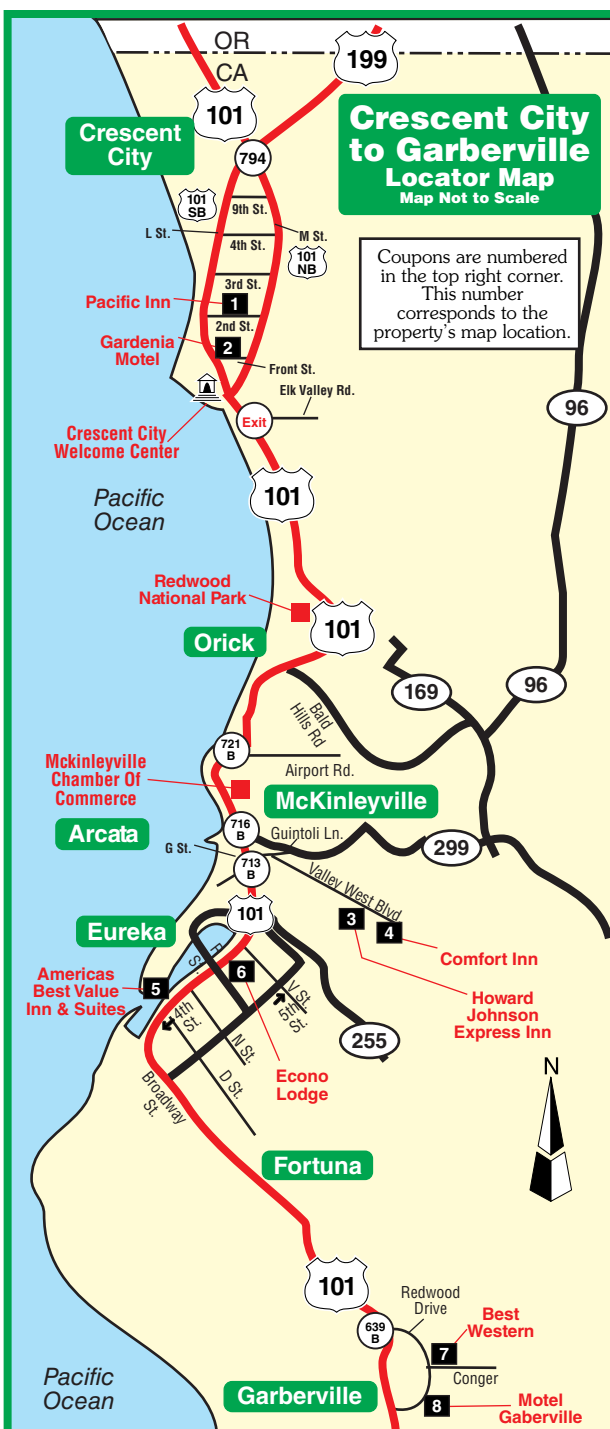 OR
CA
199
101
Crescent City
to Garberville
Locator Map
Map Not to Scale
Crescent
City
794
101
SB
9th St.
L St.
M St.
4th St.
101
NB
3rd St.
Pacific Inn
1
2nd St.
Gardenia
Motel
2
Front St.
Elk Valley Rd.
Coupons are numbered
in the top right corner.
This number
corresponds to the
property's map location.
96
Crescent City
Welcome Center
Exit
Pacific
Ocean
101
Redwood
National Park
101
Orick
169
96
Bald
Hills Rd
721
B
Airport Rd.
Mckinleyville
Chamber Of
Commerce
McKinleyville
Arcata
716
B
Guintoli Ln.
299
G St.
713
B
Valley West Blvd
101
3
4
Eureka
Comfort Inn
R St.
Americas
Best Value
Inn & Suites
5
6
V St.
5th St.
4th
St.
Howard
Johnson
Express Inn
255
N St.
D St.
Econo
Lodge
Broadway
St.
N
Fortuna
101
Redwood
Drive
639
B
Best
Western
7
Conger
Pacific
Ocean
Garberville
8
Motel
Gaberville